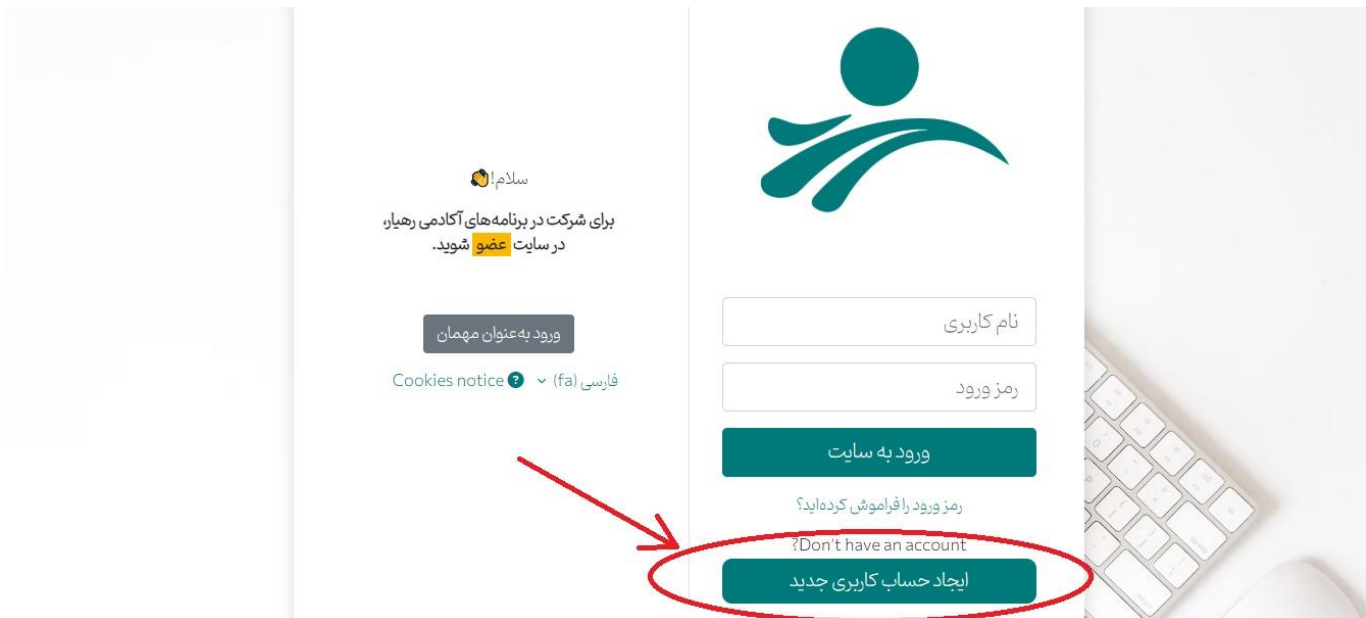 سلام!👋
برای شرکت در برنامه‌های آکادمی رهیار،
در سایت عضو شوید.
ورود به‌عنوان مهمان
فارسی ‎(fa)‎ Cookies notice
نام کاربری
رمز ورود
ورود به سایت
رمز ورود را فراموش کرده‌اید؟
?Don't have an account
ایجاد حساب کاربری جدید